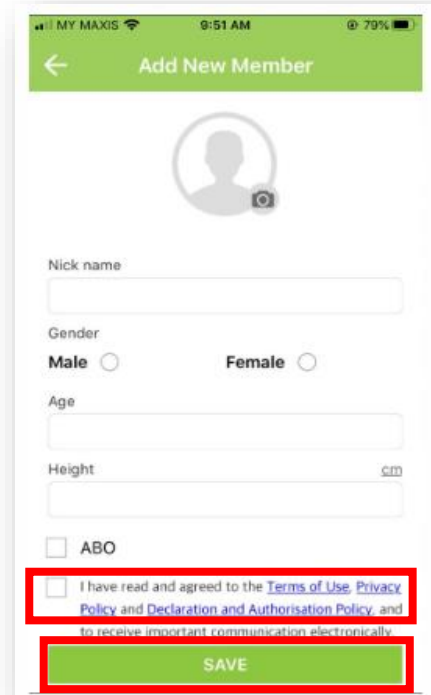 MY MAXIS 9:51 AM 79%
Add New Member
Nick name
Gender
Male Female
Age
Height cm
ABO
I have read and agreed to the Terms of Use, Privacy
Policy and Declaration and Authorisation Policy, and
to receive important communication electronically.
SAVE